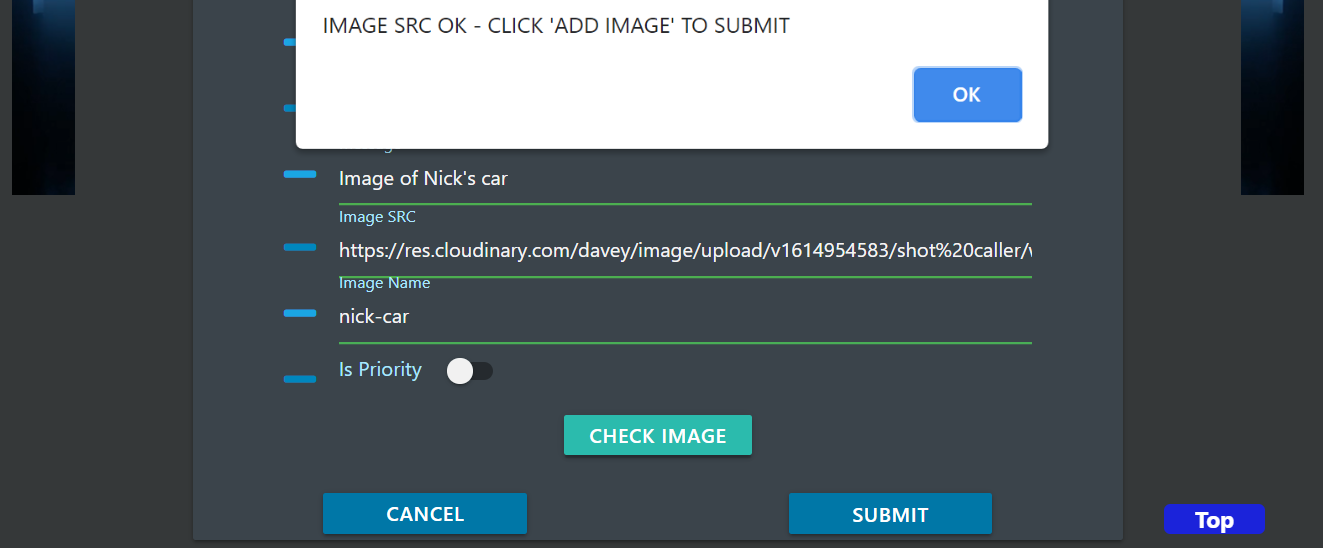 IMAGE SRC OK - CLICK 'ADD IMAGE' TO SUBMIT
OK
Image of Nick's car
Image SRC
https://res.cloudinary.com/davey/image/upload/v1614954583/shot%20caller/
Image Name
nick-car
Is Priority
CHECK IMAGE
CANCEL
SUBMIT
Top